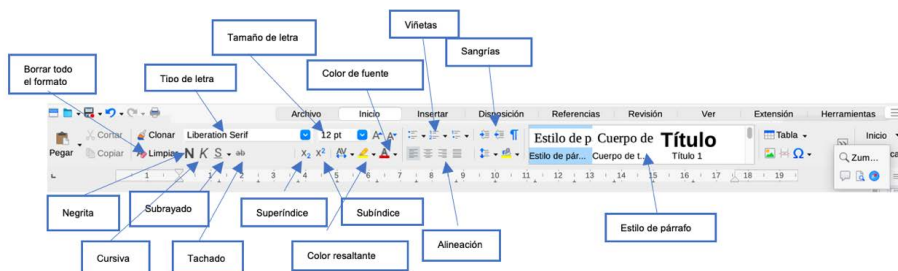 Viñetas
Tamaño de letra
Sangrías
Borrar todo
el formato
Tipo de letra
Color de fuente
Archivo Inicio Insertar Disposición Referencias Revisión Ver Extensión Herramientas
Cortar Clonar Liberation Serif 12 pt Estilo de p Cuerpo de Título Tabla Inicio
Pegar Copiar Limpiar N K S ab X₂ X² AV A Estilo de pár... Cuerpo de t... Título 1 Ω
Zum...
1 1 2 3 4 5 6 7 8 9 10 11 12 13 14 15 16 17 18 19
Negrita
Subrayado
Superíndice
Subíndice
Alineación
Estilo de párrafo
Cursiva
Tachado
Color resaltante